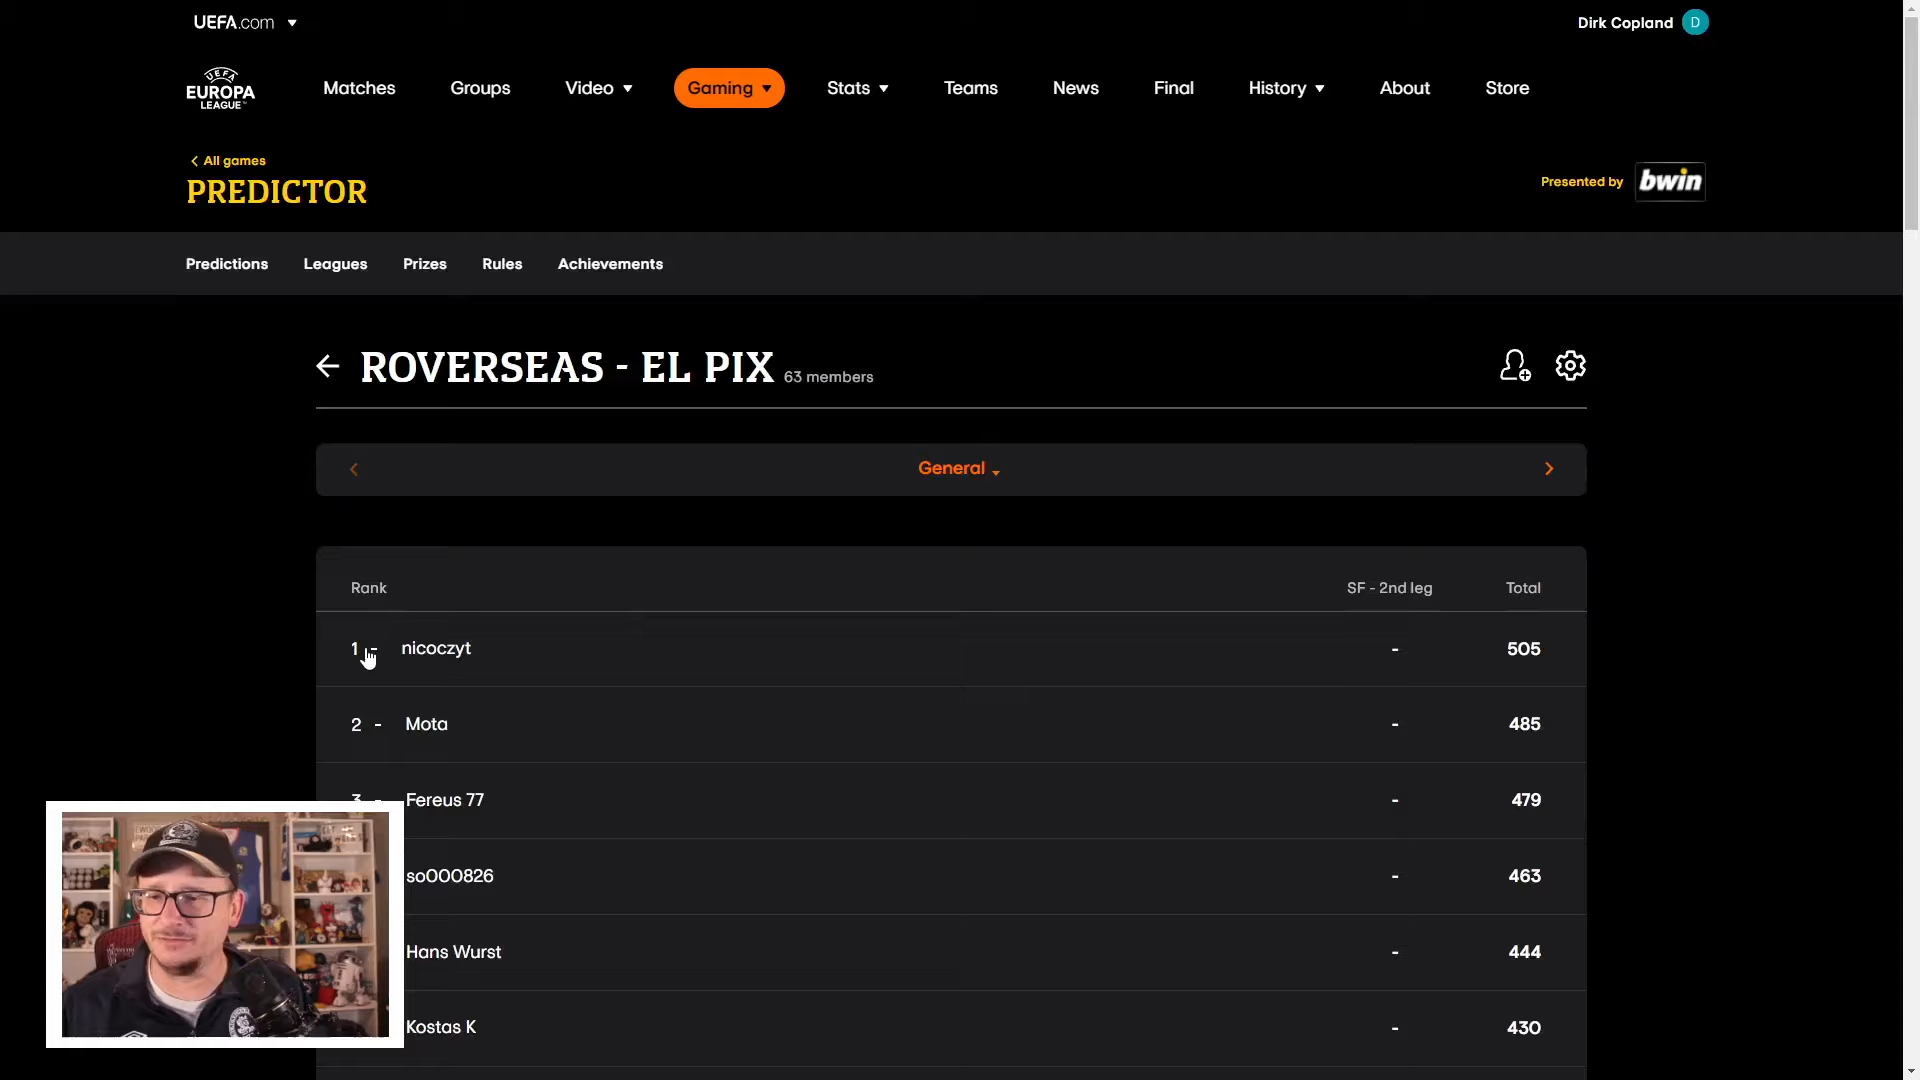 UEFA.com
Dirk Copland D
UEFA
EUROPA
LEAGUE
Matches Groups Video Gaming Stats Teams News Final History About Store
All games
PREDICTOR
Presented by bwin
Predictions Leagues Prizes Rules Achievements
ROVERSEAS - EL PIX 63 members
General
Rank SF - 2nd leg Total
1 - nicoczyt - 505
2 - Mota - 485
3 - Fereus 77 - 479
so000826 - 463
Hans Wurst - 444
Kostas K - 430